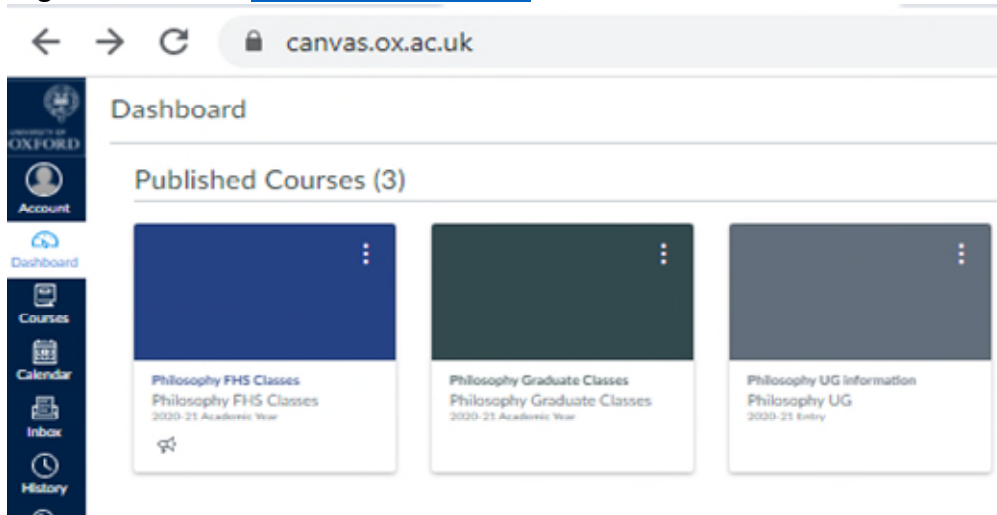 canvas.ox.ac.uk
UNIVERSITY OF
OXFORD
Account
Dashboard
Courses
Calendar
Inbox
History
Dashboard
Published Courses (3)
Philosophy FHS Classes
Philosophy FHS Classes
2020-21 Academic Year
Philosophy Graduate Classes
Philosophy Graduate Classes
2020-21 Academic Year
Philosophy UG information
Philosophy UG
2020-21 Entry